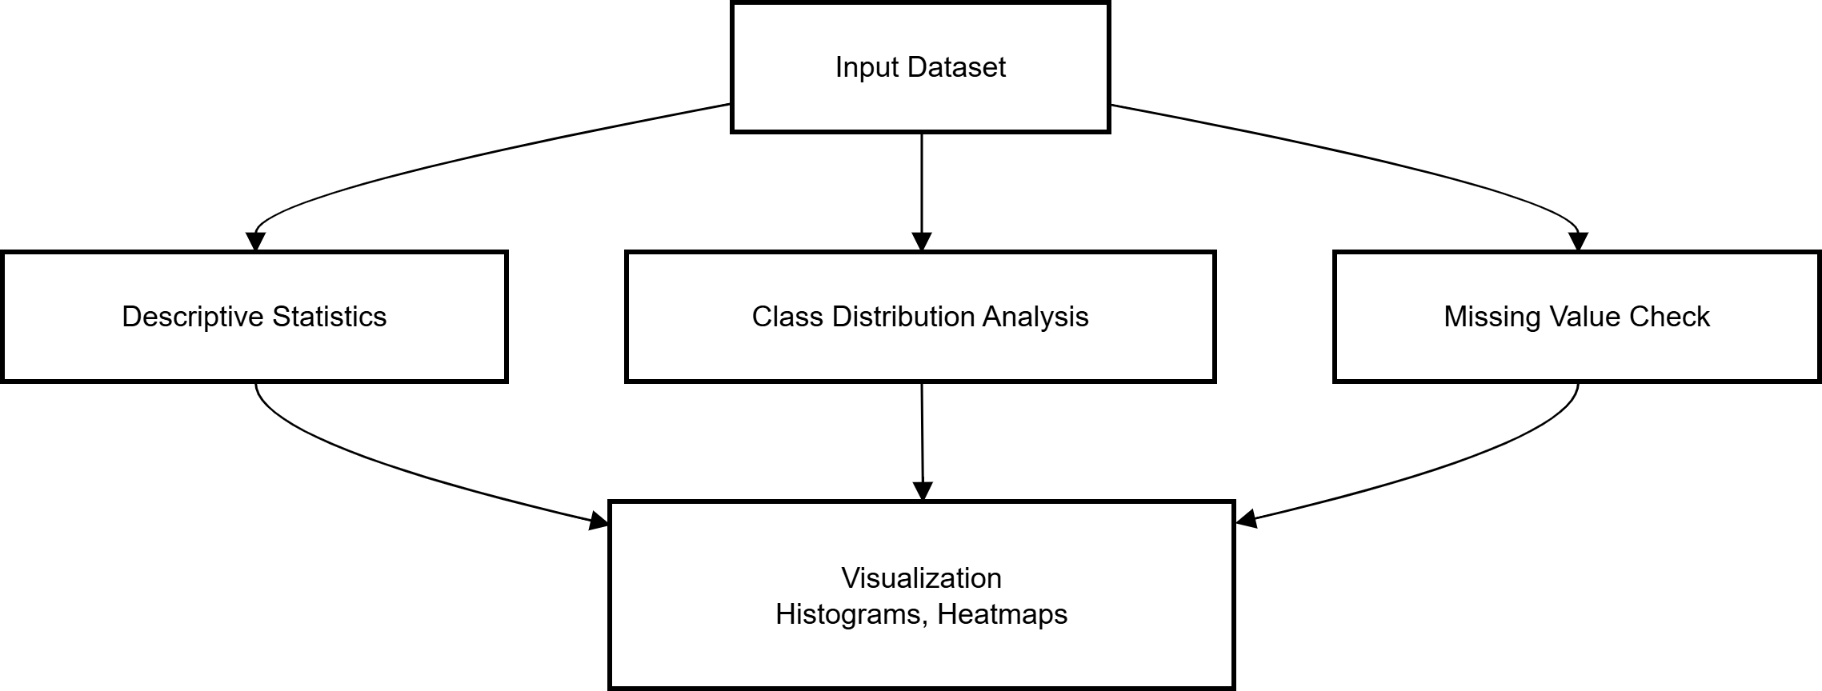 Input Dataset
Descriptive Statistics
Class Distribution Analysis
Missing Value Check
Visualization
Histograms, Heatmaps